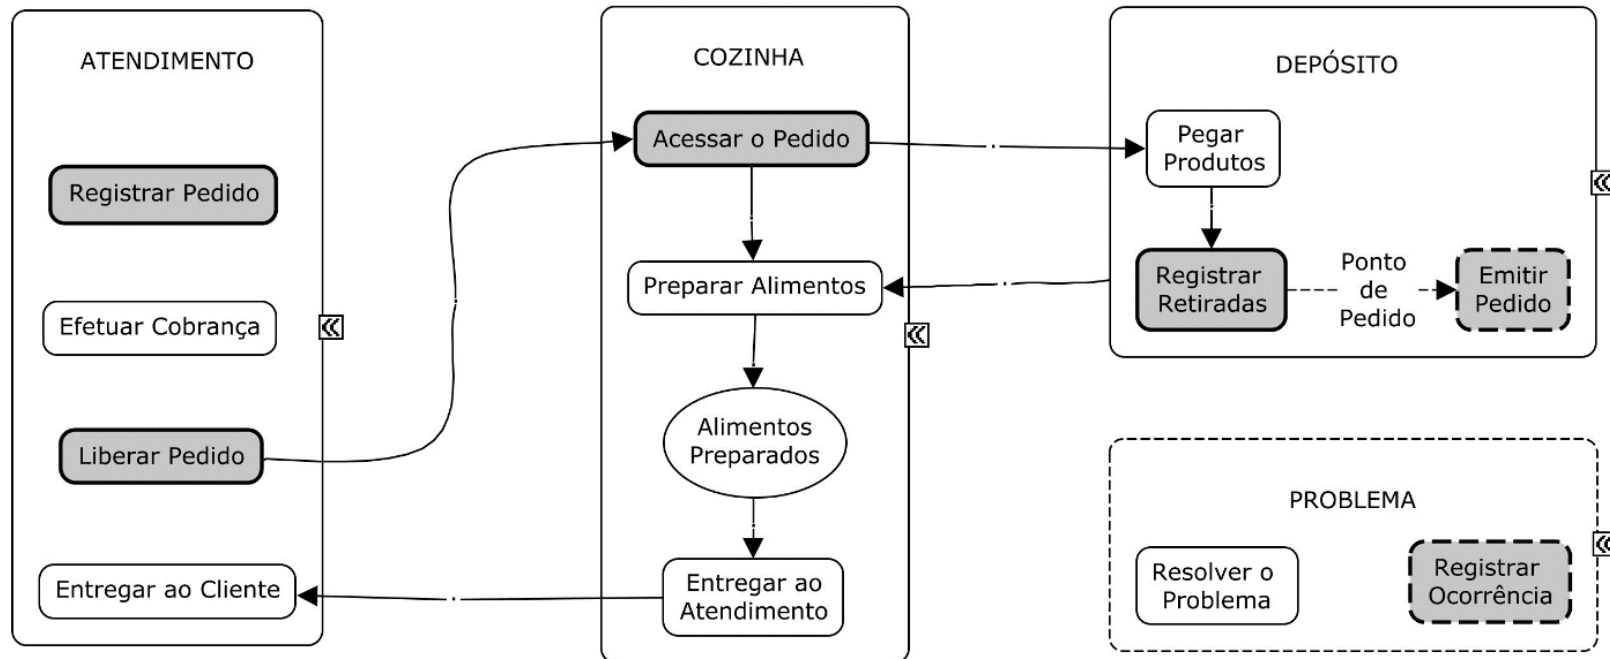 ATENDIMENTO
Registrar Pedido
Efetuar Cobrança
Liberar Pedido
Entregar ao Cliente
COZINHA
Acessar o Pedido
Preparar Alimentos
Alimentos
Preparados
Entregar ao
Atendimento
DEPÓSITO
Pegar
Produtos
Registrar
Retiradas
Ponto
de
Pedido
Emitir
Pedido
PROBLEMA
Resolver o
Problema
Registrar
Ocorrência